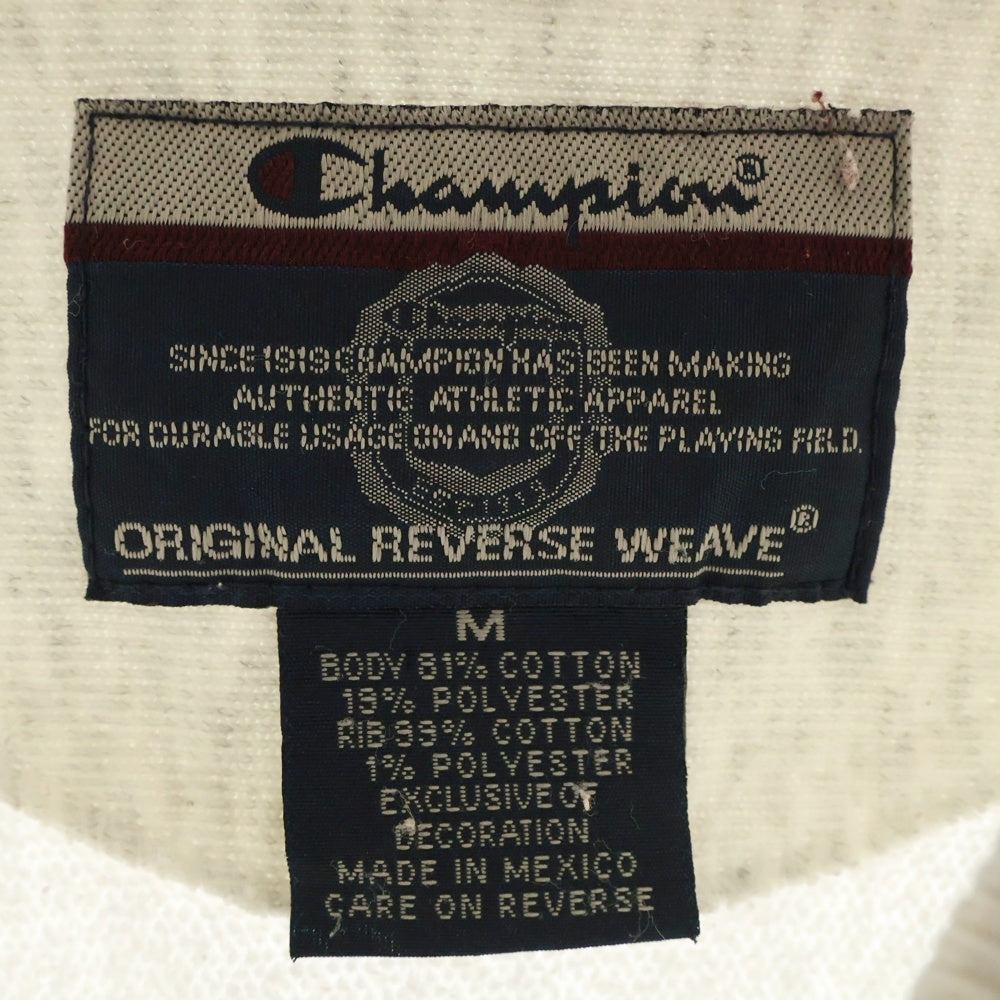 Champion®
Champion
SINCE 1919 CHAMPION HAS BEEN MAKING
AUTHENTIC ATHLETIC APPAREL
FOR DURABLE USAGE ON AND OFF THE PLAYING FIELD.
ORIGINAL REVERSE WEAVE®
M
BODY 81% COTTON
19% POLYESTER
RIB 99% COTTON
1% POLYESTER
EXCLUSIVE OF
DECORATION
MADE IN MEXICO
CARE ON REVERSE